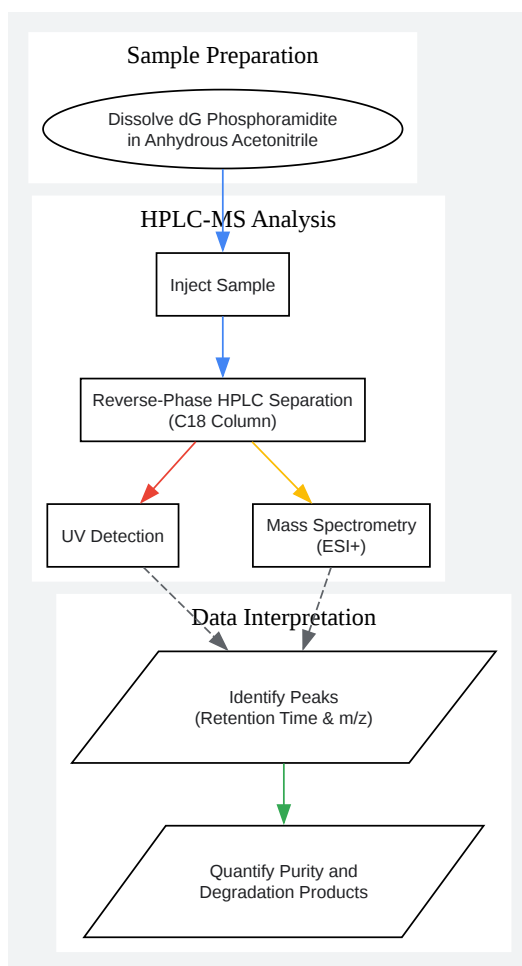 Sample Preparation
Dissolve dG Phosphoramidite
in Anhydrous Acetonitrile
HPLC-MS Analysis
Inject Sample
Reverse-Phase HPLC Separation
(C18 Column)
UV Detection
Mass Spectrometry
(ESI+)
Data Interpretation
Identify Peaks
(Retention Time & m/z)
Quantify Purity and
Degradation Products